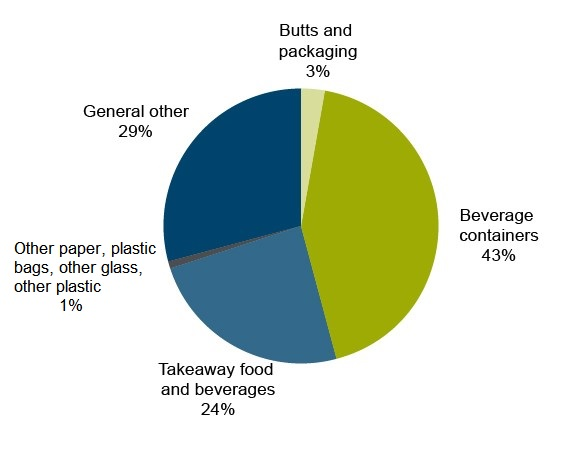 Butts and
packaging
3%
General other
29%
Beverage
containers
43%
Other paper, plastic
bags, other glass,
other plastic
1%
Takeaway food
and beverages
24%